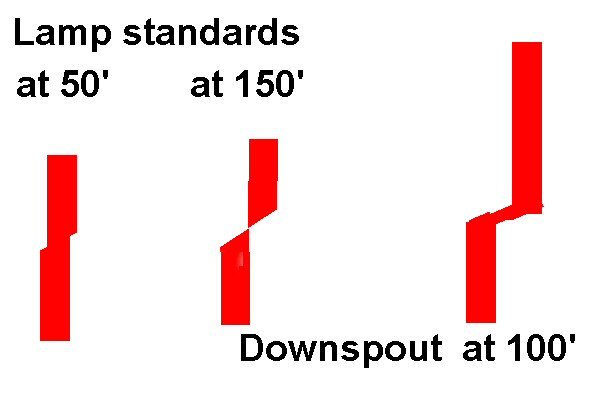 Lamp standards
at 50' at 150'
Downspout at 100'